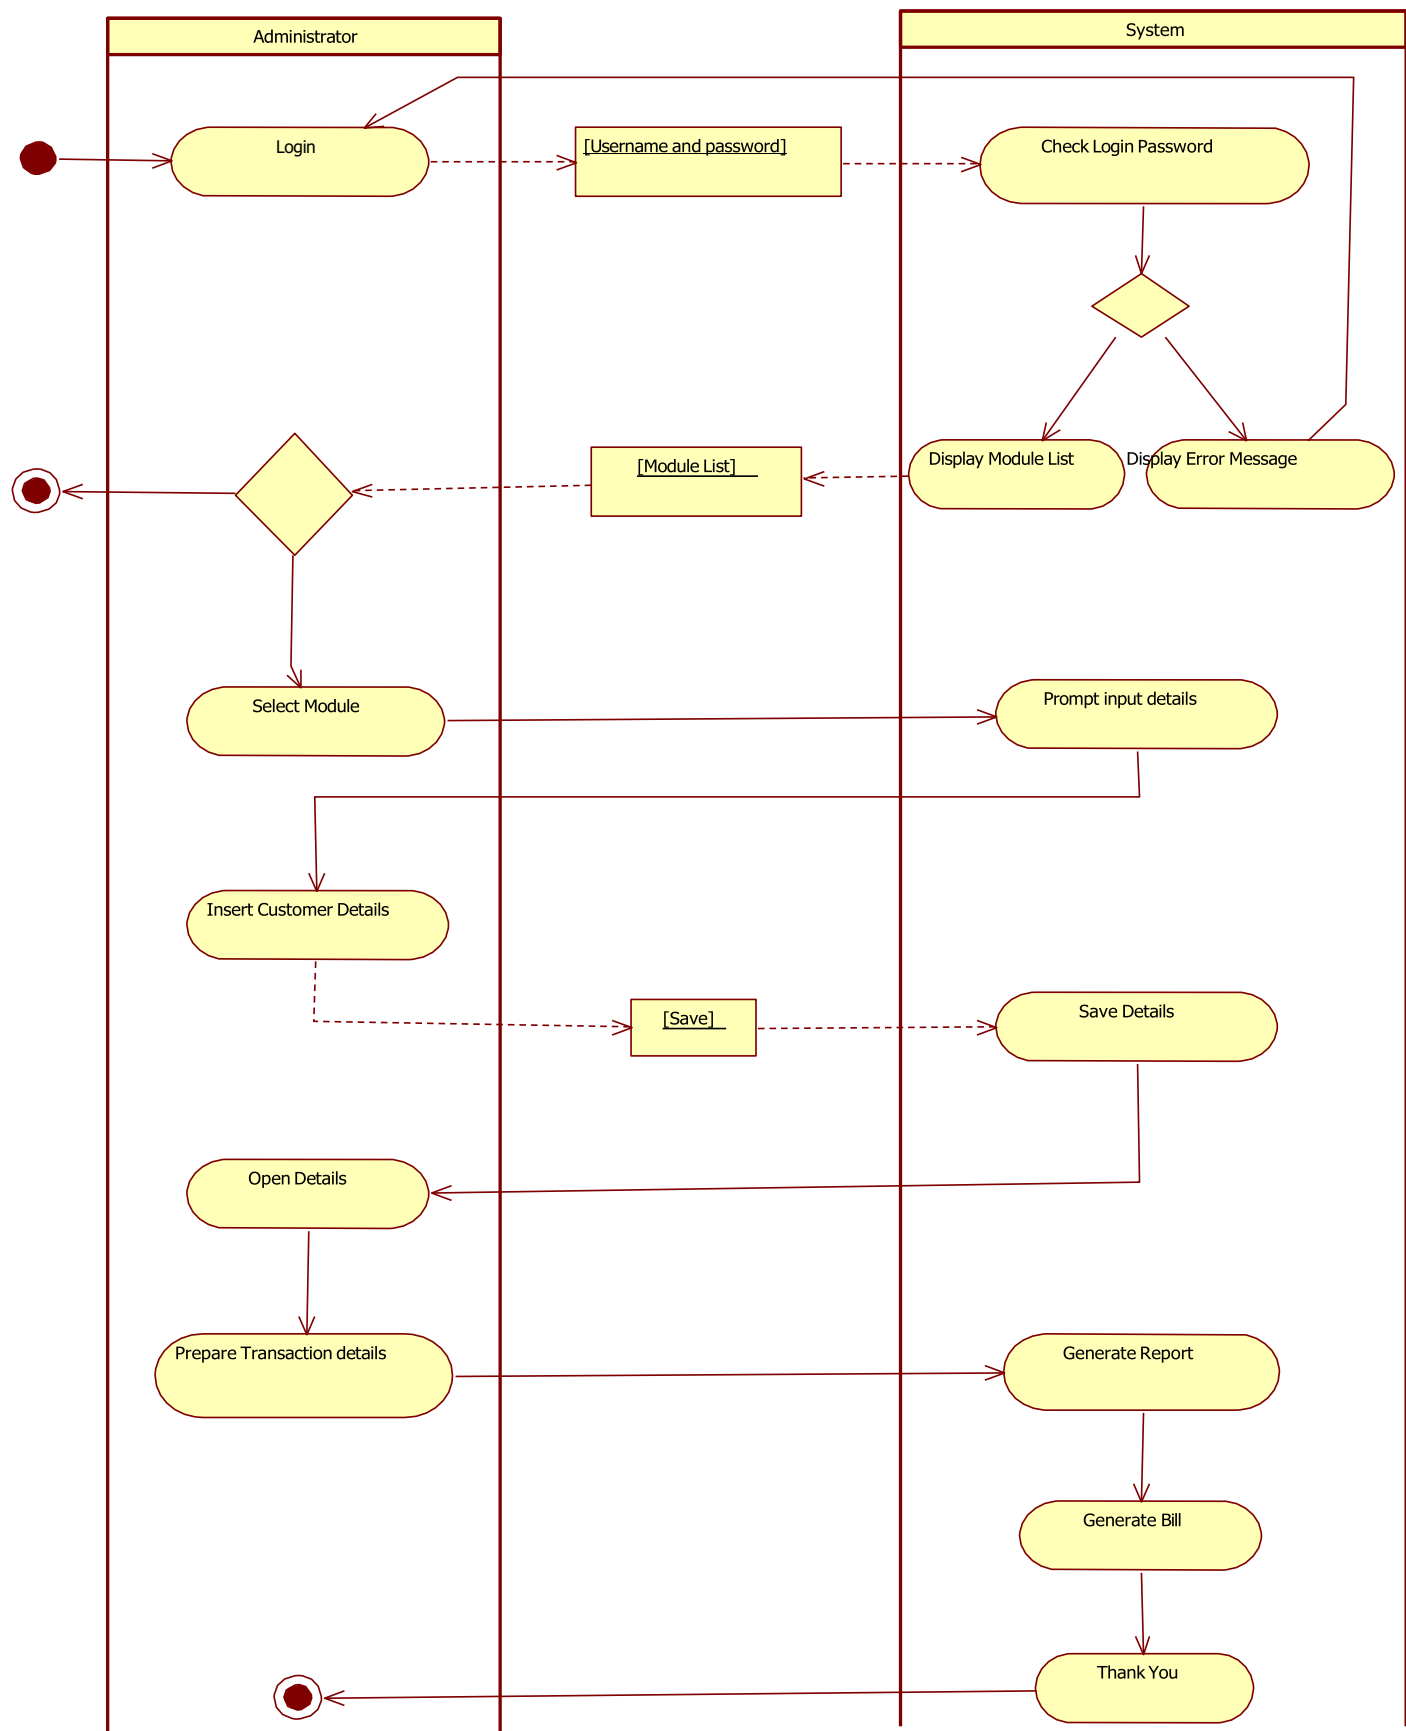 Administrator
System
Login
[Username and password]
Check Login Password
[Module List]
Display Module List
Display Error Message
Select Module
Prompt input details
Insert Customer Details
[Save]
Save Details
Open Details
Prepare Transaction details
Generate Report
Generate Bill
Thank You